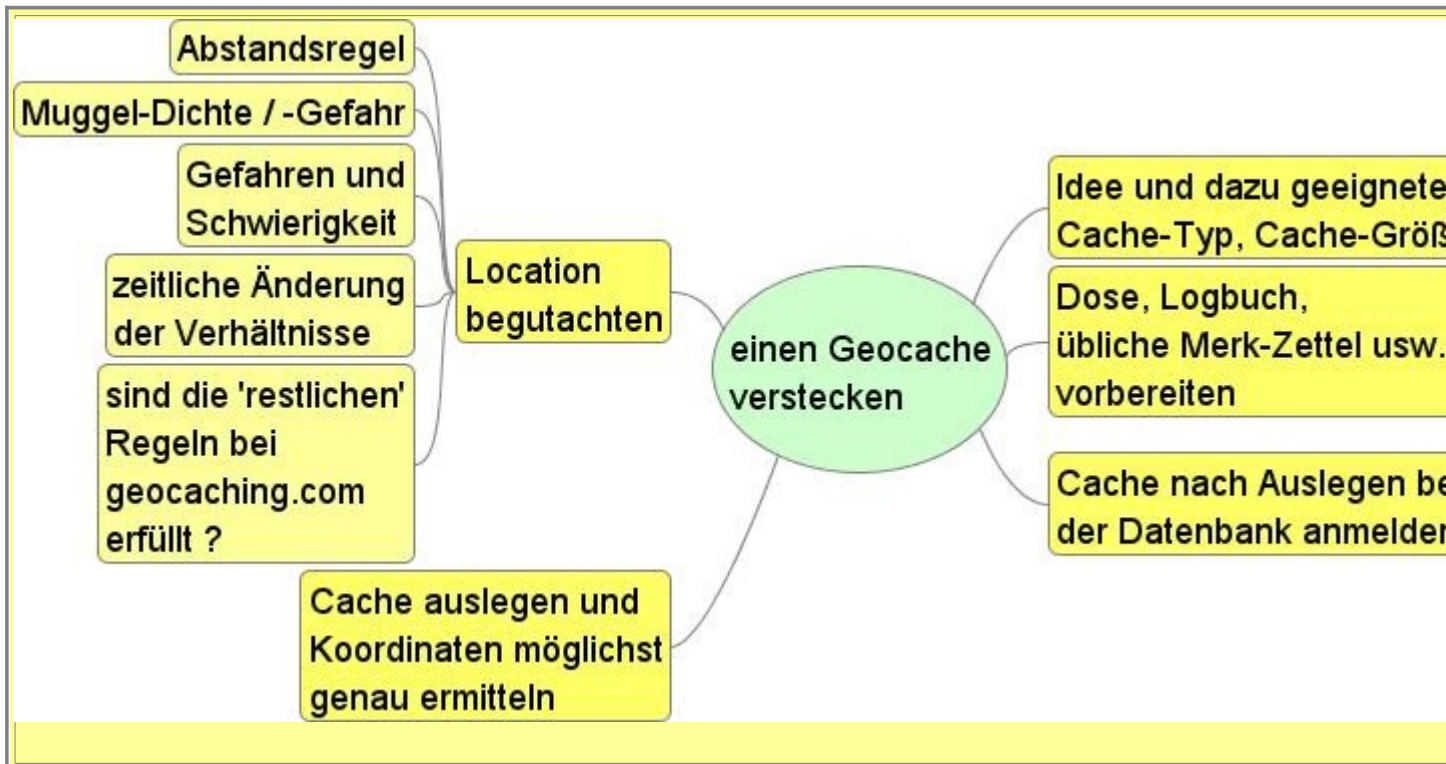 Abstandsregel
Muggel-Dichte / -Gefahr
Gefahren und
Schwierigkeit
zeitliche Änderung
der Verhältnisse
sind die 'restlichen'
Regeln bei
geocaching.com
erfüllt ?
Location
begutachten
Cache auslegen und
Koordinaten möglichst
genau ermitteln
einen Geocache
verstecken
Idee und dazu geeignete
Cache-Typ, Cache-Größ
Dose, Logbuch,
übliche Merk-Zettel usw.
vorbereiten
Cache nach Auslegen be
der Datenbank anmelden